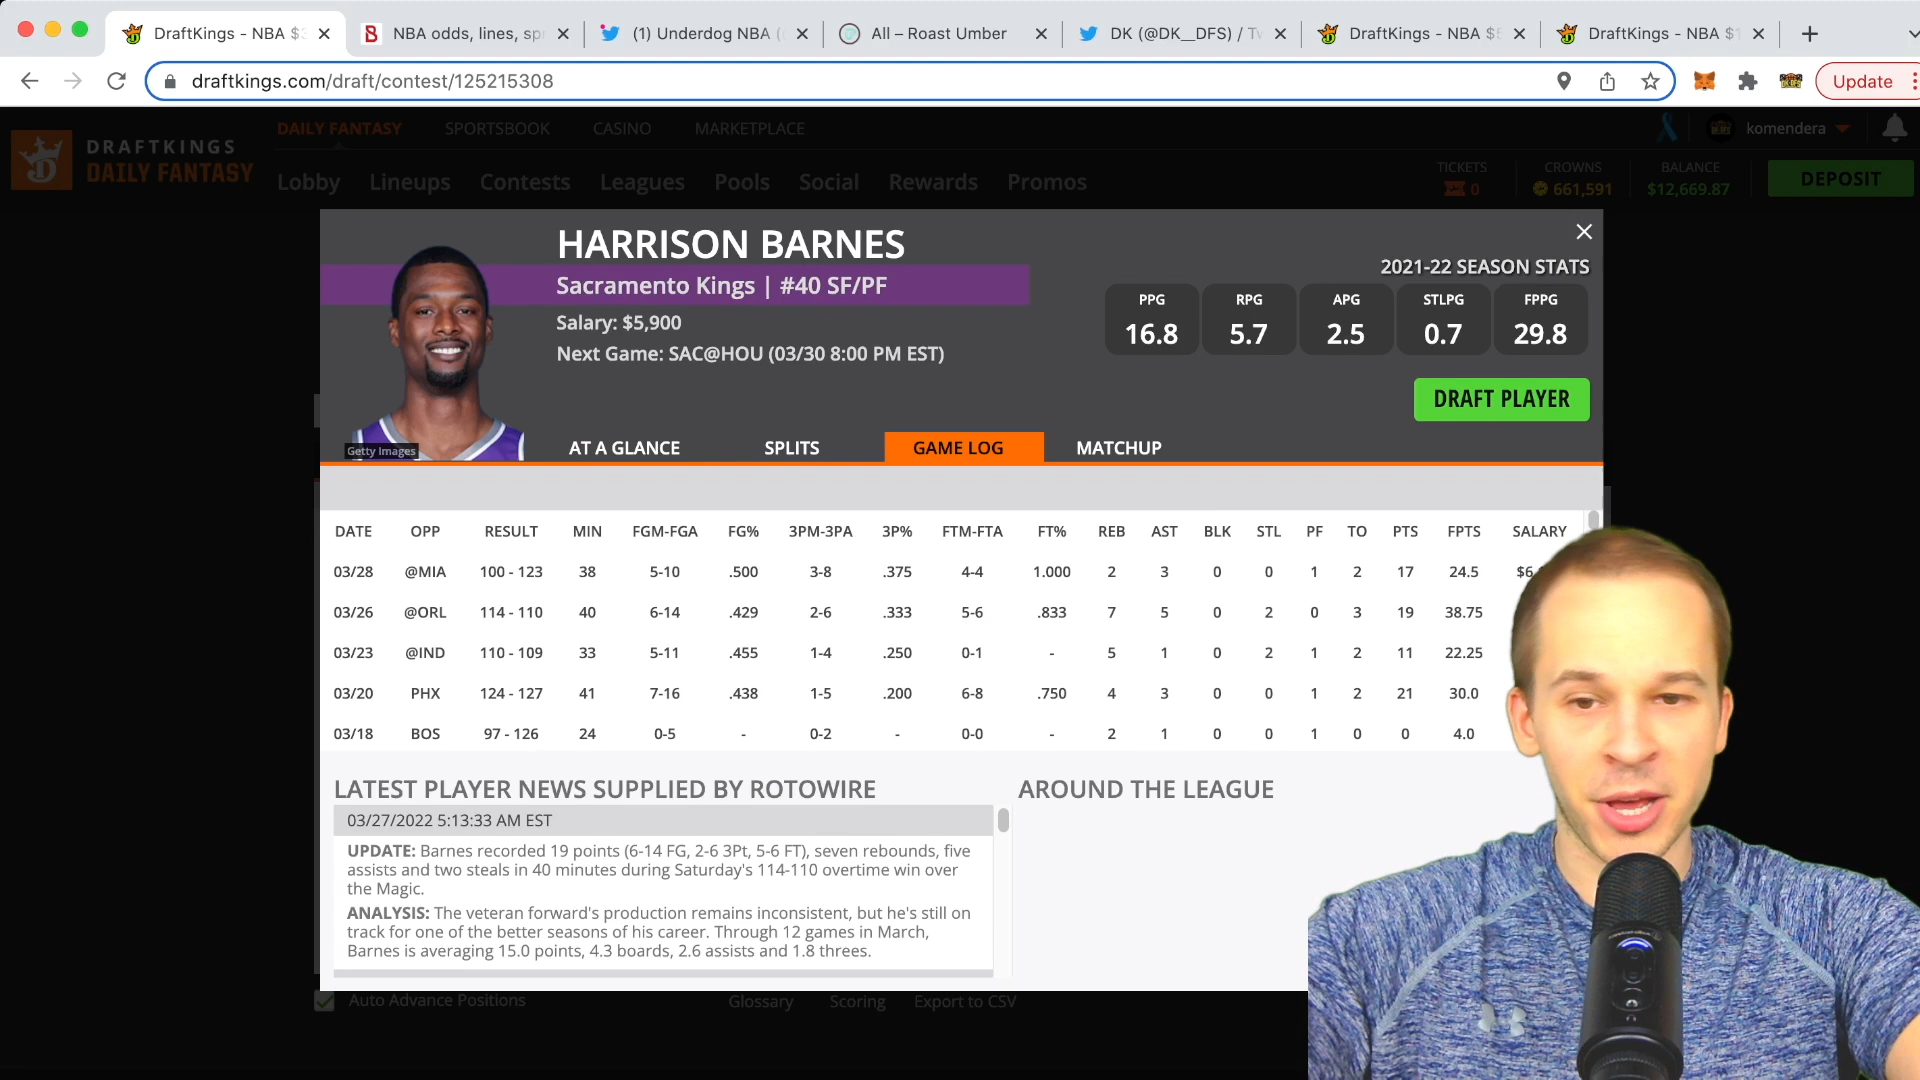 DraftKings - NBA $3
NBA odds, lines, sp
(1) Underdog NBA (
All – Roast Umber
DK (@DK__DFS) / Tw
DraftKings - NBA $
DraftKings - NBA $
draftkings.com/draft/contest/125215308
Update
DRAFTKINGS
DAILY FANTASY
DAILY FANTASY
SPORTSBOOK
CASINO
MARKETPLACE
komendera
Lobby
Lineups
Contests
Leagues
Pools
Social
Rewards
Promos
TICKETS
0
CROWNS
661,591
BALANCE
$12,669.87
DEPOSIT
HARRISON BARNES
Sacramento Kings | #40 SF/PF
Salary: $5,900
Next Game: SAC@HOU (03/30 8:00 PM EST)
2021-22 SEASON STATS
PPG RPG APG STLPG FPPG
16.8 5.7 2.5 0.7 29.8
DRAFT PLAYER
Getty Images
AT A GLANCE SPLITS GAME LOG MATCHUP
DATE OPP RESULT MIN FGM-FGA FG% 3PM-3PA 3P% FTM-FTA FT% REB AST BLK STL PF TO PTS FPTS SALARY
03/28 @MIA 100 - 123 38 5-10 .500 3-8 .375 4-4 1.000 2 3 0 0 1 2 17 24.5 $6
03/26 @ORL 114 - 110 40 6-14 .429 2-6 .333 5-6 .833 7 5 0 2 0 3 19 38.75
03/23 @IND 110 - 109 33 5-11 .455 1-4 .250 0-1 - 5 1 0 2 1 2 11 22.25
03/20 PHX 124 - 127 41 7-16 .438 1-5 .200 6-8 .750 4 3 0 0 1 2 21 30.0
03/18 BOS 97 - 126 24 0-5 - 0-2 - 0-0 - 2 1 0 0 1 0 0 4.0
LATEST PLAYER NEWS SUPPLIED BY ROTOWIRE
AROUND THE LEAGUE
03/27/2022 5:13:33 AM EST
UPDATE: Barnes recorded 19 points (6-14 FG, 2-6 3Pt, 5-6 FT), seven rebounds, five
assists and two steals in 40 minutes during Saturday's 114-110 overtime win over
the Magic.
ANALYSIS: The veteran forward's production remains inconsistent, but he's still on
track for one of the better seasons of his career. Through 12 games in March,
Barnes is averaging 15.0 points, 4.3 boards, 2.6 assists and 1.8 threes.
Auto Advance Positions
Glossary
Scoring
Export to CSV